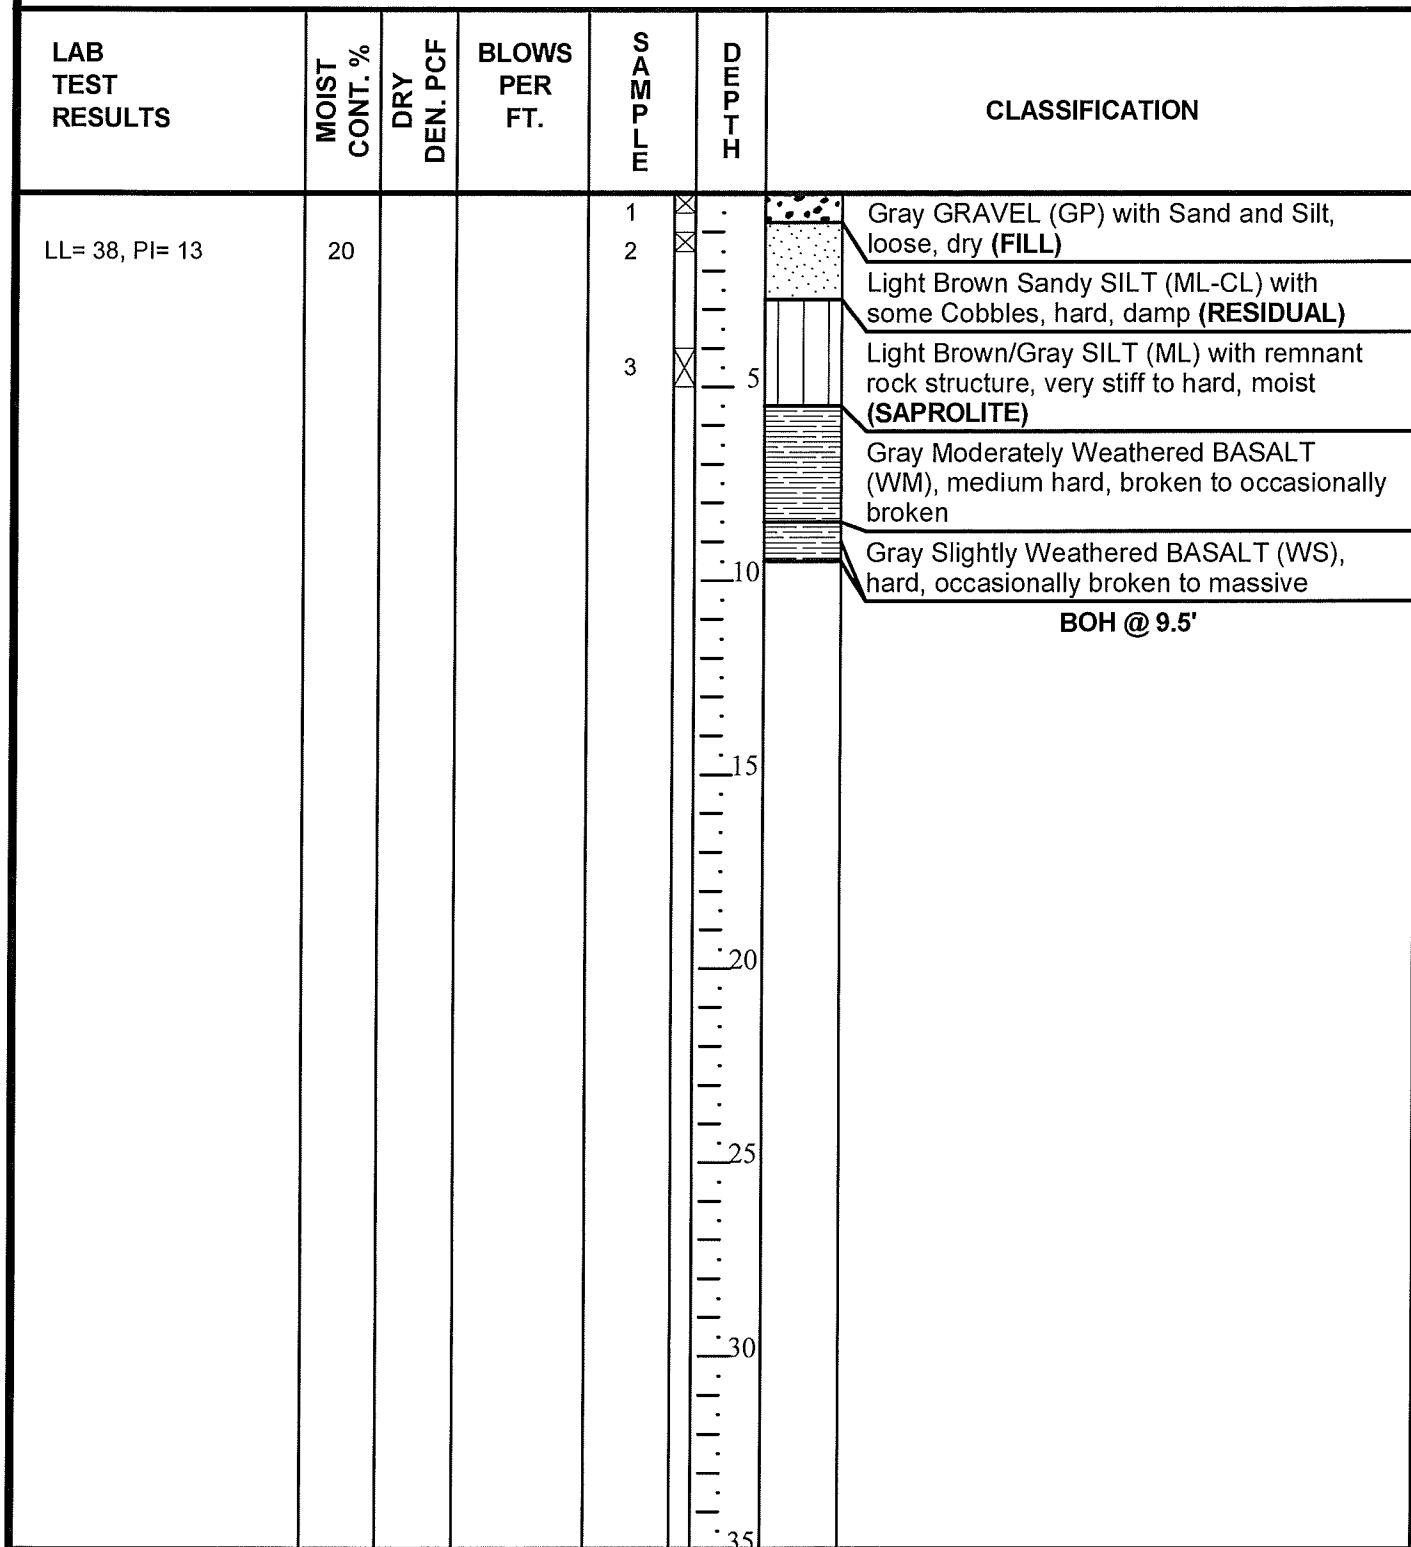 LAB
TEST
RESULTS
MOIST
CONT. %
DRY
DEN. PCF
BLOWS
PER
FT.
SAMPLE
DEPTH
CLASSIFICATION
1
Gray GRAVEL (GP) with Sand and Silt,
loose, dry (FILL)
LL= 38, PI= 13 20 2
Light Brown Sandy SILT (ML-CL) with
some Cobbles, hard, damp (RESIDUAL)
3
5
Light Brown/Gray SILT (ML) with remnant
rock structure, very stiff to hard, moist
(SAPROLITE)
Gray Moderately Weathered BASALT
(WM), medium hard, broken to occasionally
broken
10
Gray Slightly Weathered BASALT (WS),
hard, occasionally broken to massive
BOH @ 9.5'
15
20
25
30
35